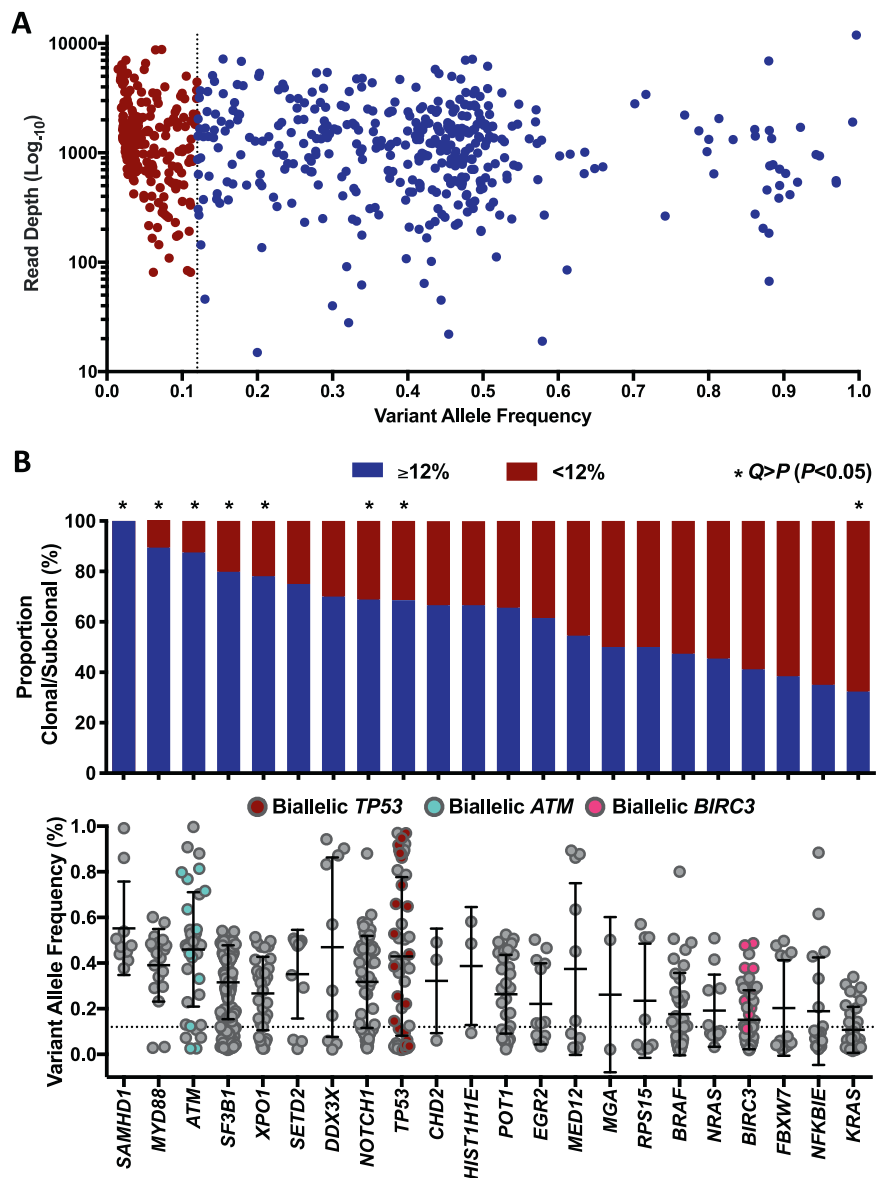 A
Read Depth (Log-10)
10000
1000
100
10
0.0 0.1 0.2 0.3 0.4 0.5 0.6 0.7 0.8 0.9 1.0
Variant Allele Frequency
B
≥12% <12% * Q>P (P<0.05)
* * * * * * * *
Proportion
Clonal/Subclonal (%)
100
80
60
40
20
0
Biallelic TP53 Biallelic ATM Biallelic BIRC3
Variant Allele Frequency (%)
1.0
0.8
0.6
0.4
0.2
0.0
SAMHD1
MYD88
ATM
SF3B1
XPO1
SETD2
DDX3X
NOTCH1
TP53
CHD2
HIST1H1E
POT1
EGR2
MED12
MGA
RPS15
BRAF
NRAS
BIRC3
FBXW7
NFKBIE
KRAS